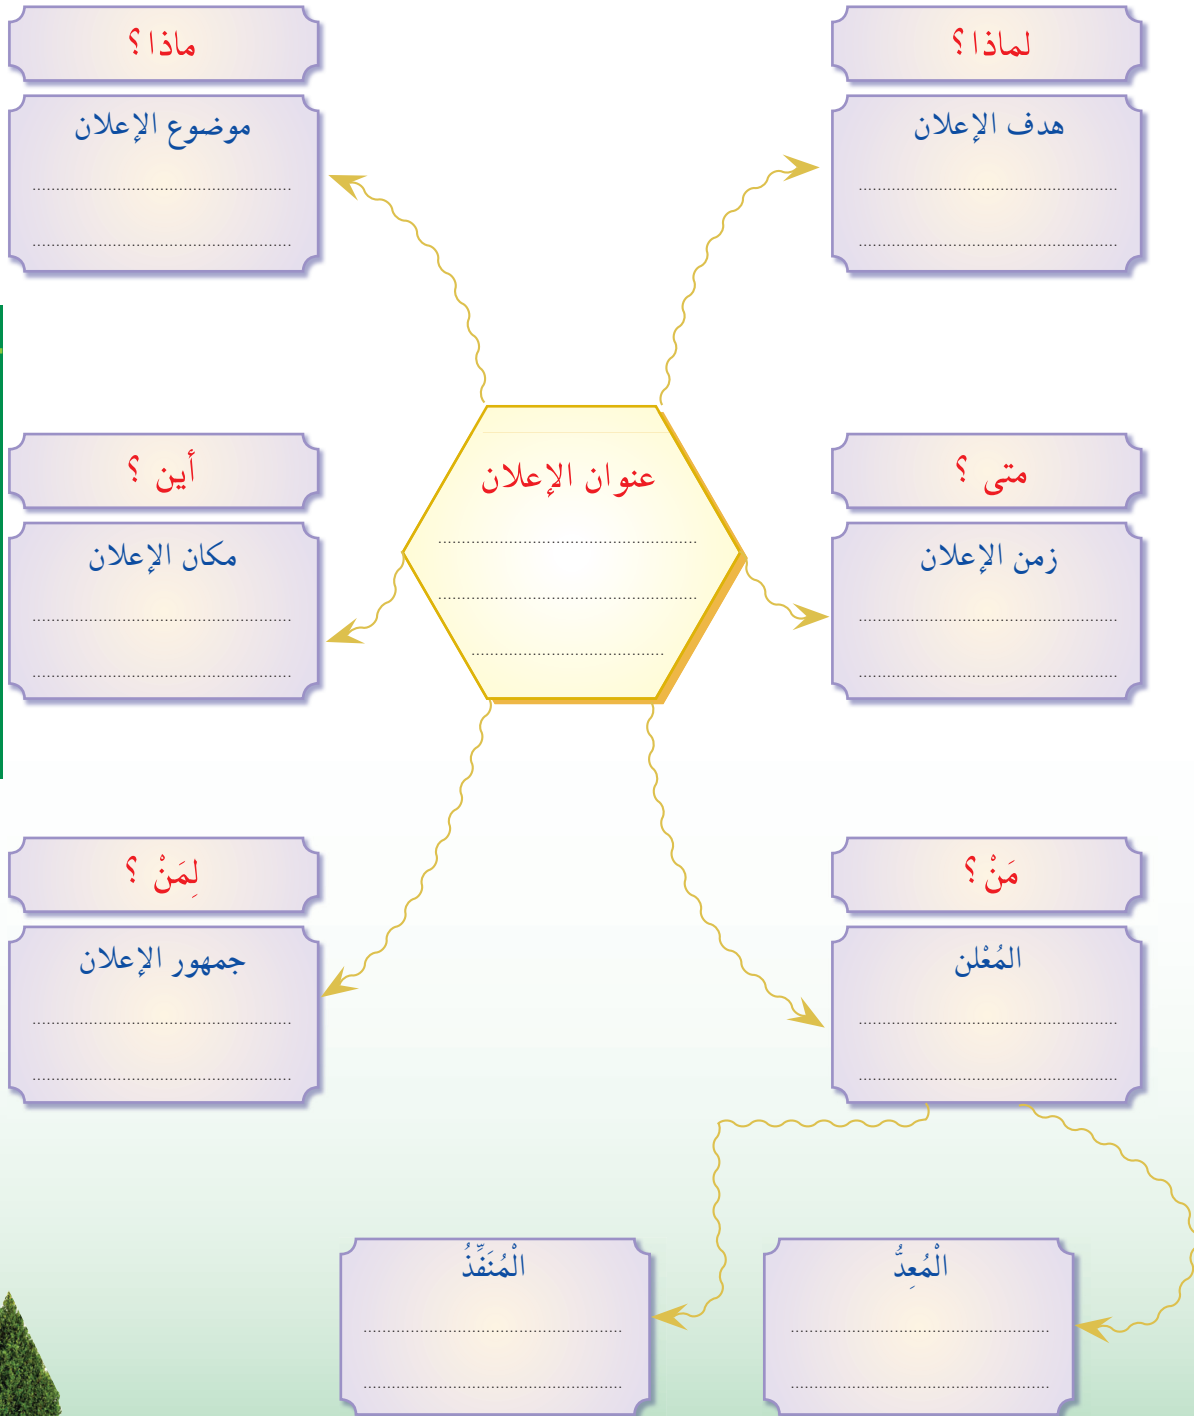 لماذا؟
هدف الإعلان
ماذا؟
موضوع الإعلان
عنوان الإعلان
متى ؟
زمن الإعلان
أين ؟
مكان الإعلان
مَنْ ؟
المُعْلن
لِمَنْ ؟
جمهور الإعلان
الْمُعِدُّ
الْمُنَفِّذُ